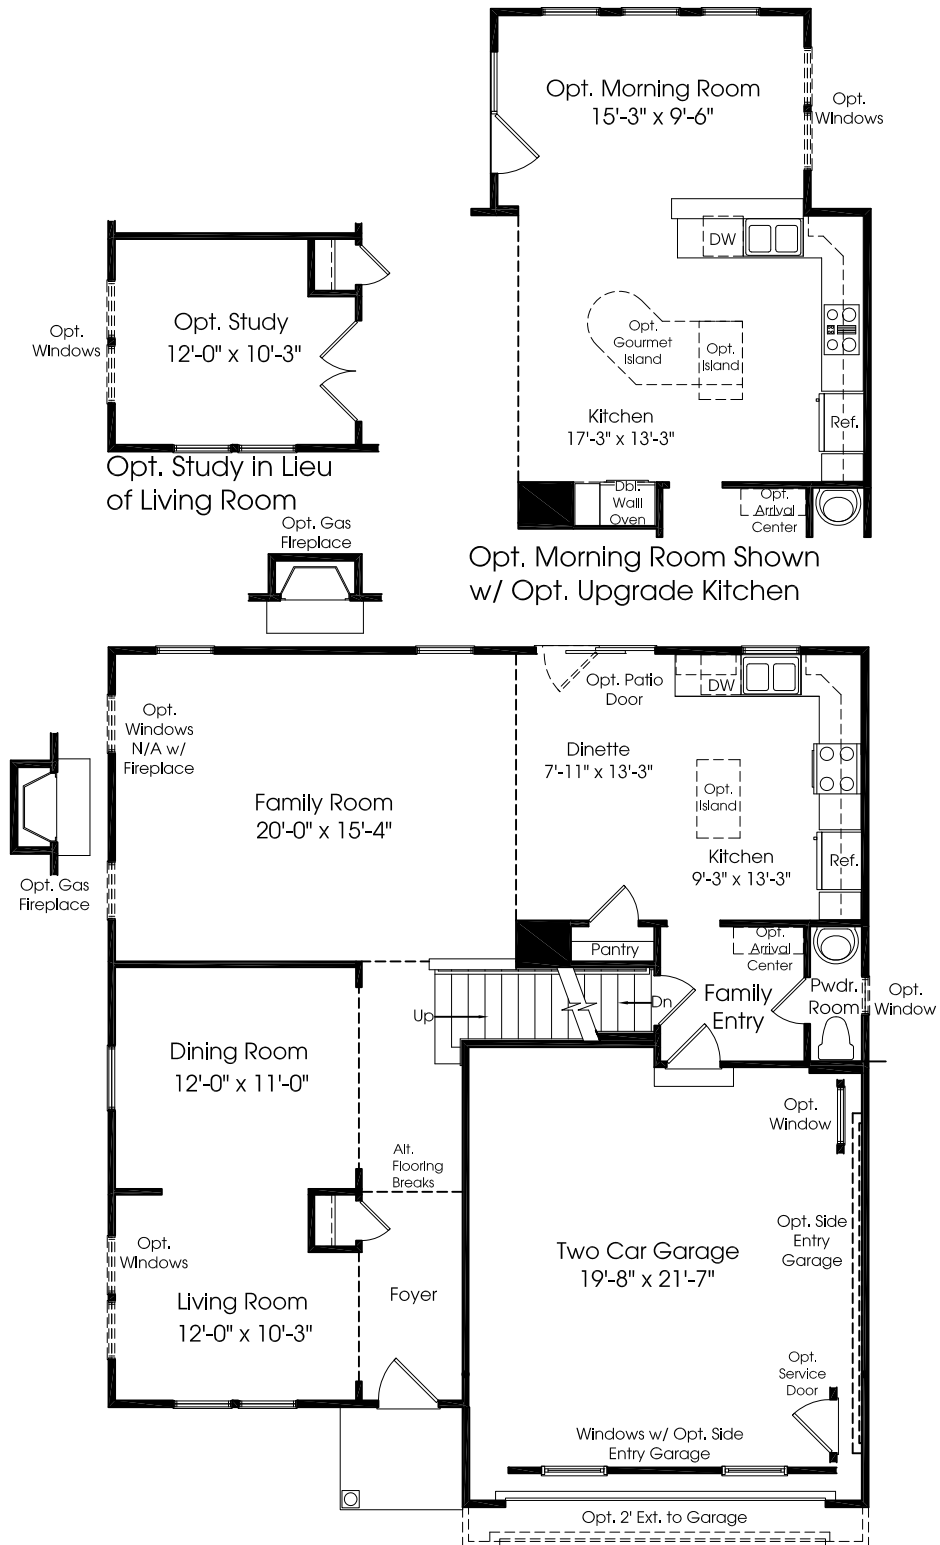 Opt. Morning Room
15'-3" x 9'-6"
Opt.
Windows
DW
Opt. Study
12'-0" x 10'-3"
Opt.
Windows
Opt.
Gourmet
Island
Opt.
Island
Kitchen
17'-3" x 13'-3"
Ref.
Opt. Study in Lieu
of Living Room
Dbl.
Wall
Oven
Opt.
Arrival
Center
Opt. Gas
Fireplace
Opt. Morning Room Shown
w/ Opt. Upgrade Kitchen
Opt. Patio
Door
DW
Opt.
Windows
N/A w/
Fireplace
Dinette
7'-11" x 13'-3"
Opt.
Island
Family Room
20'-0" x 15'-4"
Kitchen
9'-3" x 13'-3"
Ref.
Opt. Gas
Fireplace
Pantry
Opt.
Arrival
Center
Pwdr.
Room
Opt.
Window
Family
Entry
Up
Dn
Dining Room
12'-0" x 11'-0"
Opt.
Window
Alt.
Flooring
Breaks
Opt. Side
Entry
Garage
Opt.
Windows
Two Car Garage
19'-8" x 21'-7"
Living Room
12'-0" x 10'-3"
Foyer
Opt.
Service
Door
Windows w/ Opt. Side
Entry Garage
Opt. 2' Ext. to Garage